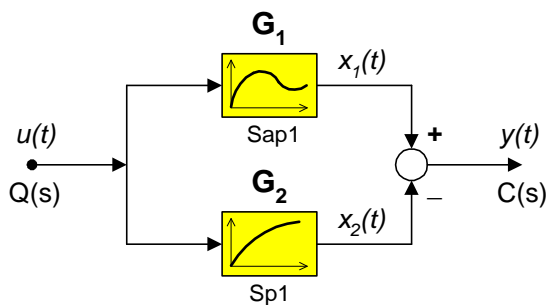 G₁
x₁(t)
Sap1
u(t)
+
y(t)
Q(s)
G₂
–
C(s)
x₂(t)
Sp1